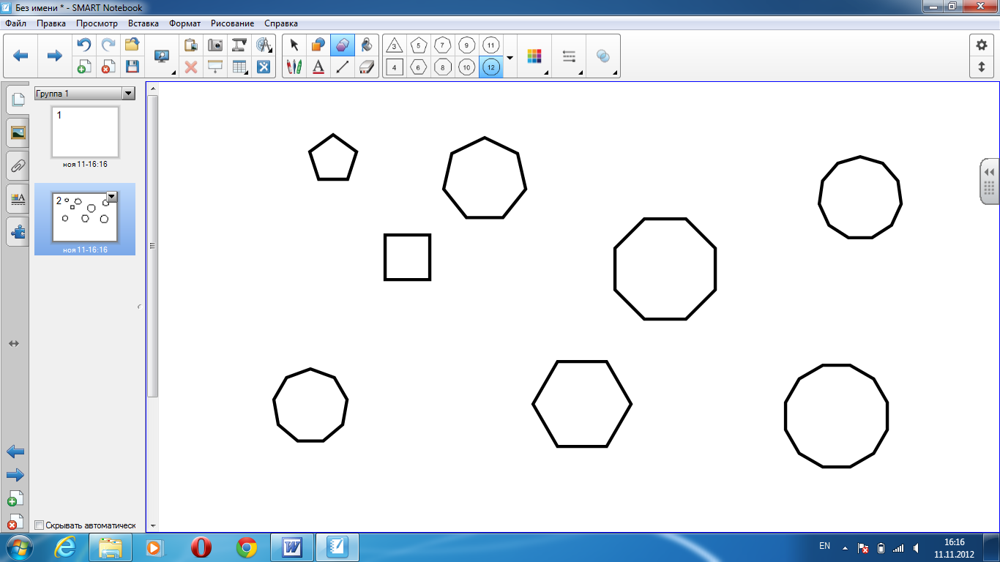 Без имени * - SMART Notebook
Файл Правка Просмотр Вставка Формат Рисование Справка
3 5 7 9 11
A 4 6 8 10 12
Группа 1
1
ноя 11-16:16
2
ноя 11-16:16
Скрывать автоматическ
EN
16:16
11.11.2012